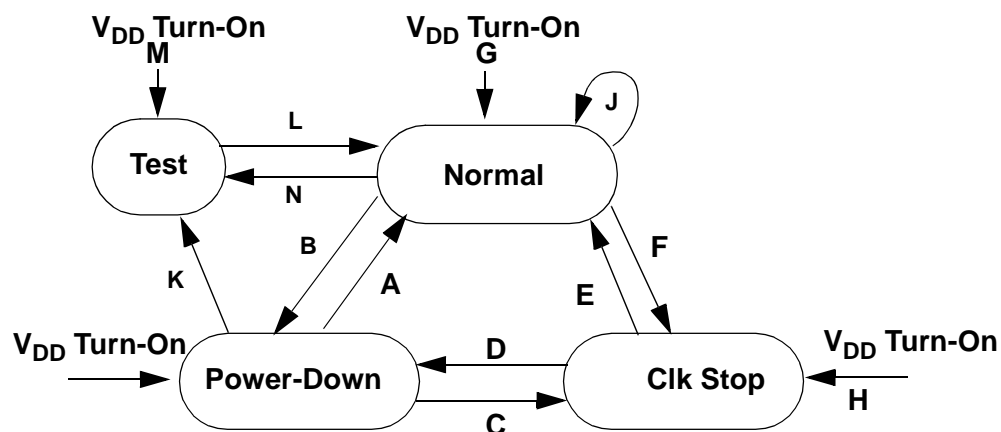 VDD Turn-On
M
VDD Turn-On
G
J
L
Test
Normal
N
B
F
K
A
E
VDD Turn-On
VDD Turn-On
D
Power-Down
Clk Stop
H
C